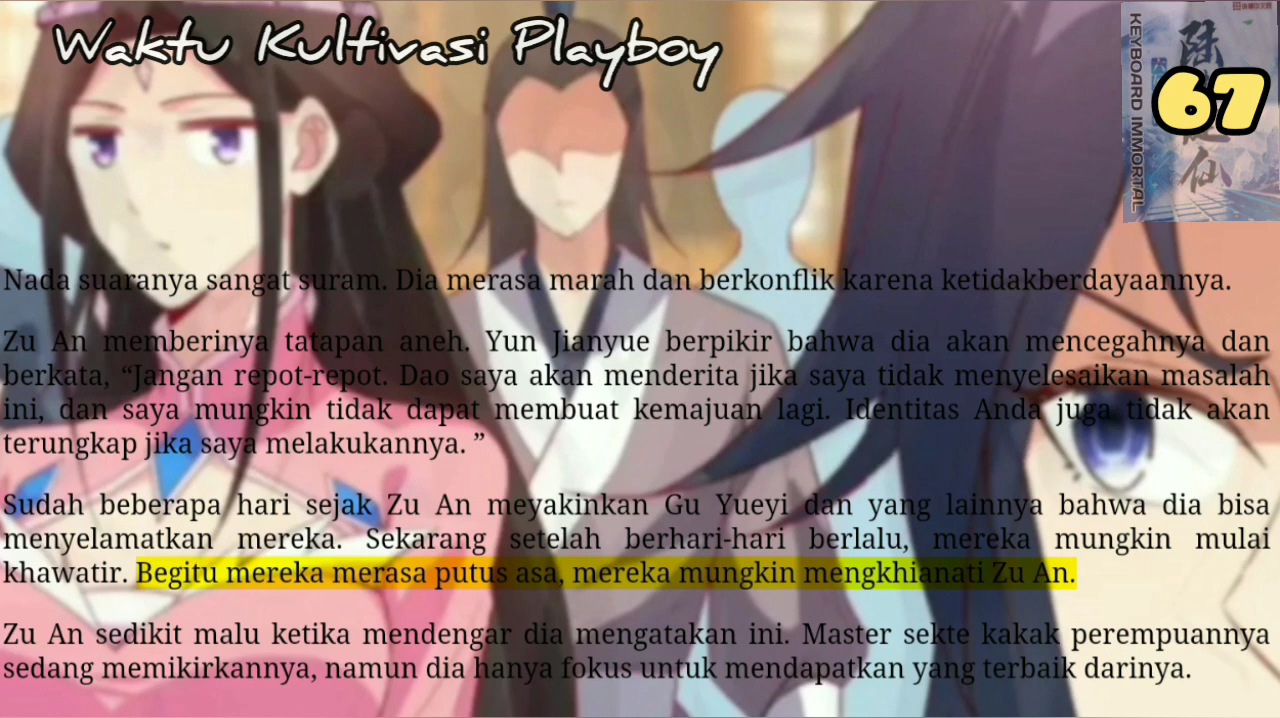 Waktu Kultivasi Playboy
KEYBOARD IMMORTAL
67
Nada suaranya sangat suram. Dia merasa marah dan berkonflik karena ketidakberdayaannya.
Zu An memberinya tatapan aneh. Yun Jianyue berpikir bahwa dia akan mencegahnya dan
berkata, “Jangan repot-repot. Dao saya akan menderita jika saya tidak menyelesaikan masalah
ini, dan saya mungkin tidak dapat membuat kemajuan lagi. Identitas Anda juga tidak akan
terungkap jika saya melakukannya. ”
Sudah beberapa hari sejak Zu An meyakinkan Gu Yueyi dan yang lainnya bahwa dia bisa
menyelamatkan mereka. Sekarang setelah berhari-hari berlalu, mereka mungkin mulai
khawatir. Begitu mereka merasa putus asa, mereka mungkin mengkhianati Zu An.
Zu An sedikit malu ketika mendengar dia mengatakan ini. Master sekte kakak perempuannya
sedang memikirkannya, namun dia hanya fokus untuk mendapatkan yang terbaik darinya.